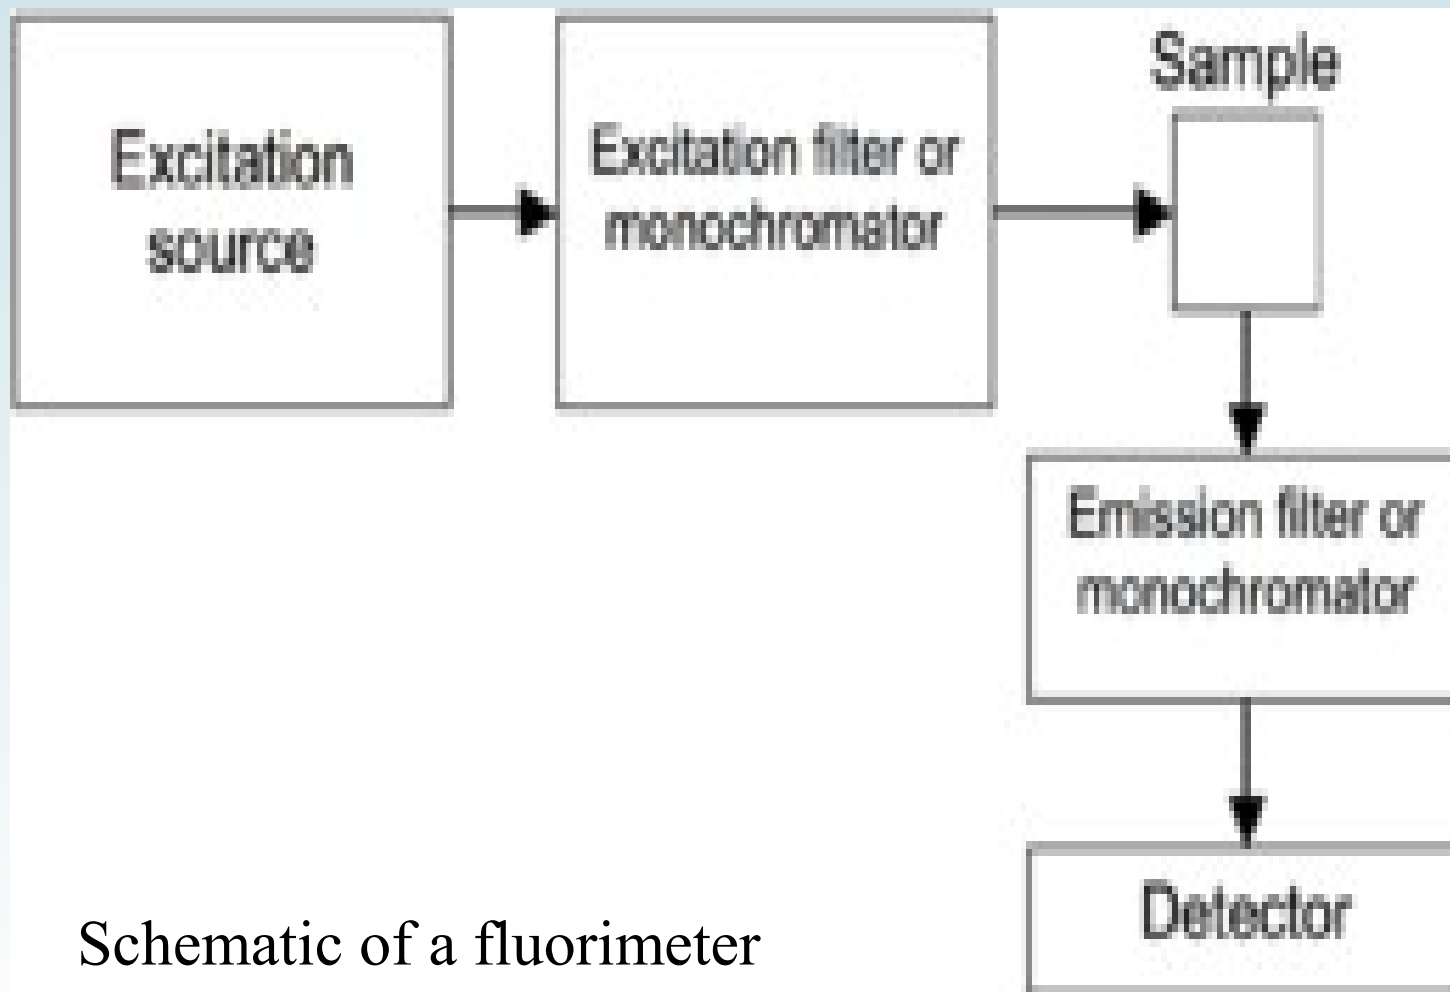 Excitation
source
Excitation filter or
monochromator
Sample
Emission filter or
monochromator
Detector
Schematic of a fluorimeter